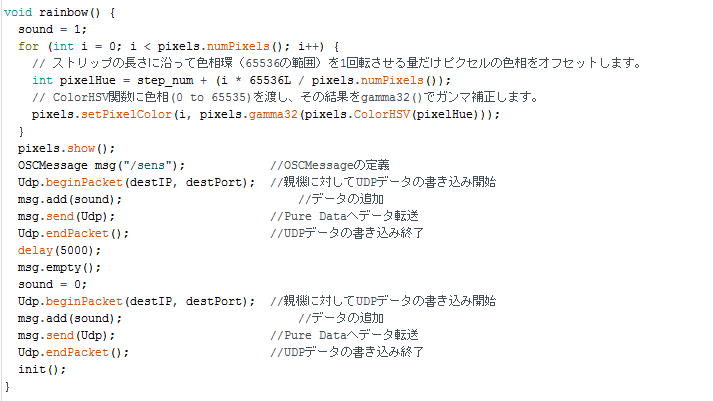 void rainbow() {
  sound = 1;
  for (int i = 0; i < pixels.numPixels(); i++) {
    // ストリップの長さに沿って色相環（65536の範囲）を1回転させる量だけピクセルの色相をオフセットします。
    int pixelHue = step_num + (i * 65536L / pixels.numPixels());
    // ColorHSV関数に色相(0 to 65535)を渡し、その結果をgamma32()でガンマ補正します。
    pixels.setPixelColor(i, pixels.gamma32(pixels.ColorHSV(pixelHue)));
  }
  pixels.show();
  OSCMessage msg("/sens");          //OSCMessageの定義
  Udp.beginPacket(destIP, destPort);  //親機に対してUDPデータの書き込み開始
  msg.add(sound);                     //データの追加
  msg.send(Udp);                  //Pure Dataへデータ転送
  Udp.endPacket();                //UDPデータの書き込み終了
  delay(5000);
  msg.empty();
  sound = 0;
  Udp.beginPacket(destIP, destPort);  //親機に対してUDPデータの書き込み開始
  msg.add(sound);                     //データの追加
  msg.send(Udp);                  //Pure Dataへデータ転送
  Udp.endPacket();                //UDPデータの書き込み終了
  init();
}